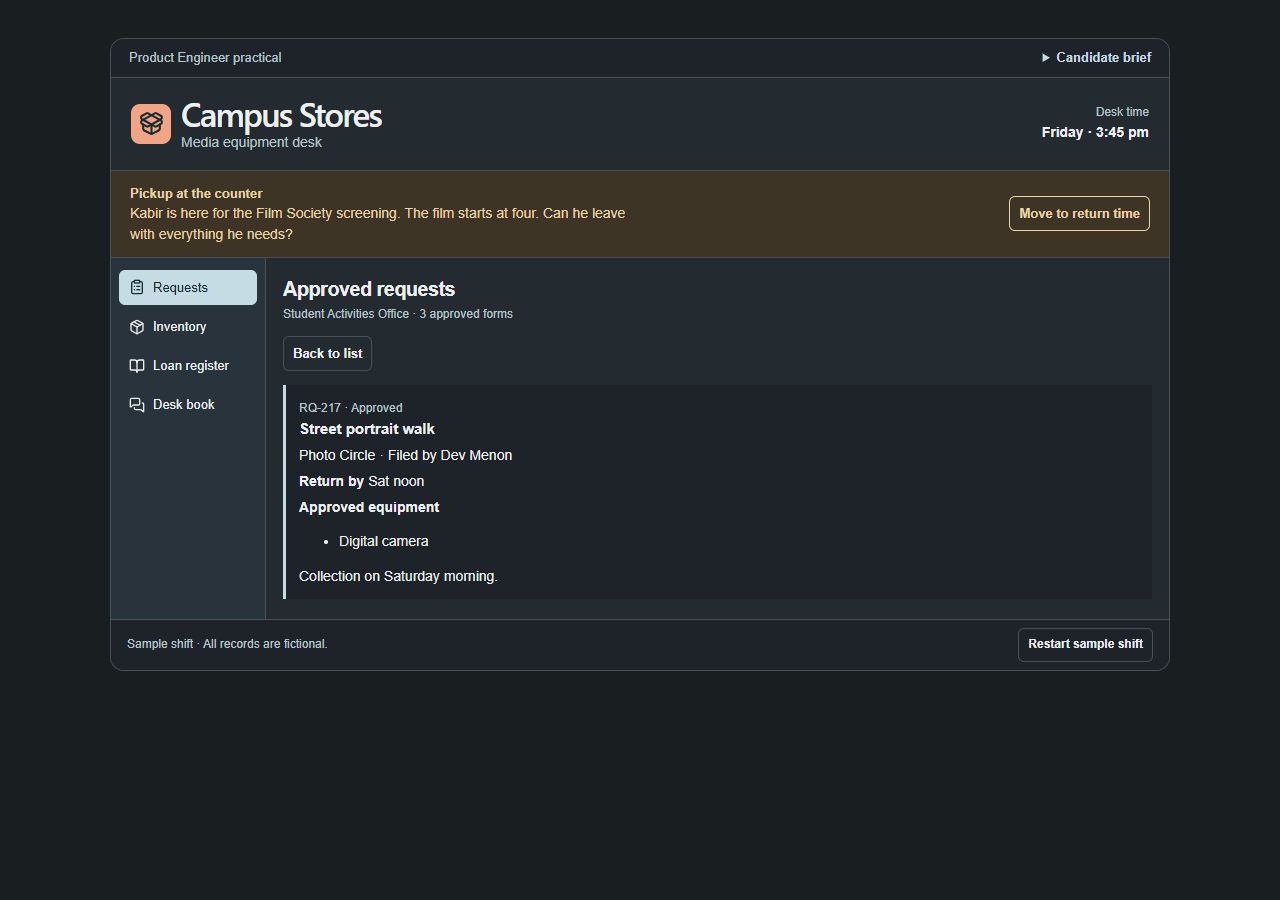 Product Engineer practical
Candidate brief
Campus Stores
Media equipment desk
Desk time
Friday · 3:45 pm
Pickup at the counter
Kabir is here for the Film Society screening. The film starts at four. Can he leave
with everything he needs?
Move to return time
Requests
Inventory
Loan register
Desk book
Approved requests
Student Activities Office · 3 approved forms
Back to list
RQ-217 · Approved
Street portrait walk
Photo Circle · Filed by Dev Menon
Return by Sat noon
Approved equipment
Digital camera
Collection on Saturday morning.
Sample shift · All records are fictional.
Restart sample shift